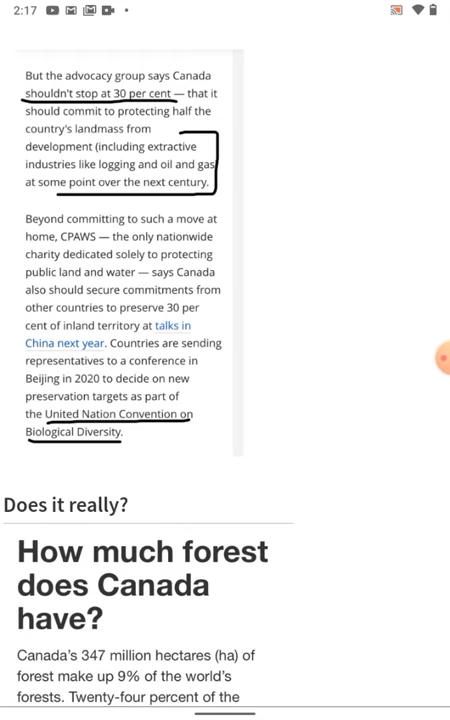 2:17
But the advocacy group says Canada
shouldn't stop at 30 per cent — that it
should commit to protecting half the
country's landmass from
development (including extractive
industries like logging and oil and gas
at some point over the next century.
Beyond committing to such a move at
home, CPAWS — the only nationwide
charity dedicated solely to protecting
public land and water — says Canada
also should secure commitments from
other countries to preserve 30 per
cent of inland territory at talks in
China next year. Countries are sending
representatives to a conference in
Beijing in 2020 to decide on new
preservation targets as part of
the United Nation Convention on
Biological Diversity.
Does it really?
How much forest
does Canada
have?
Canada's 347 million hectares (ha) of
forest make up 9% of the world's
forests. Twenty-four percent of the